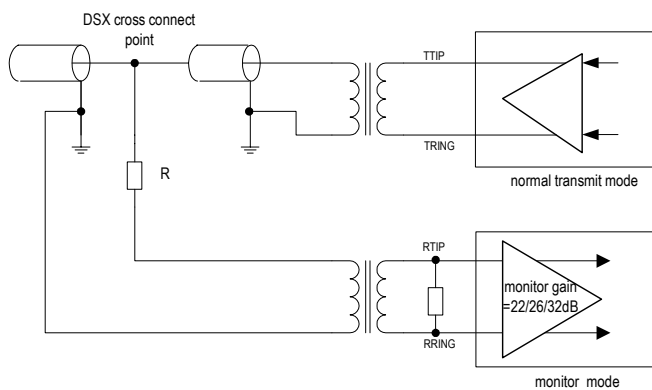 DSX cross connect
point
TTIP
TRING
normal transmit mode
R
RTIP
monitor gain
=22/26/32dB
RRING
monitor mode